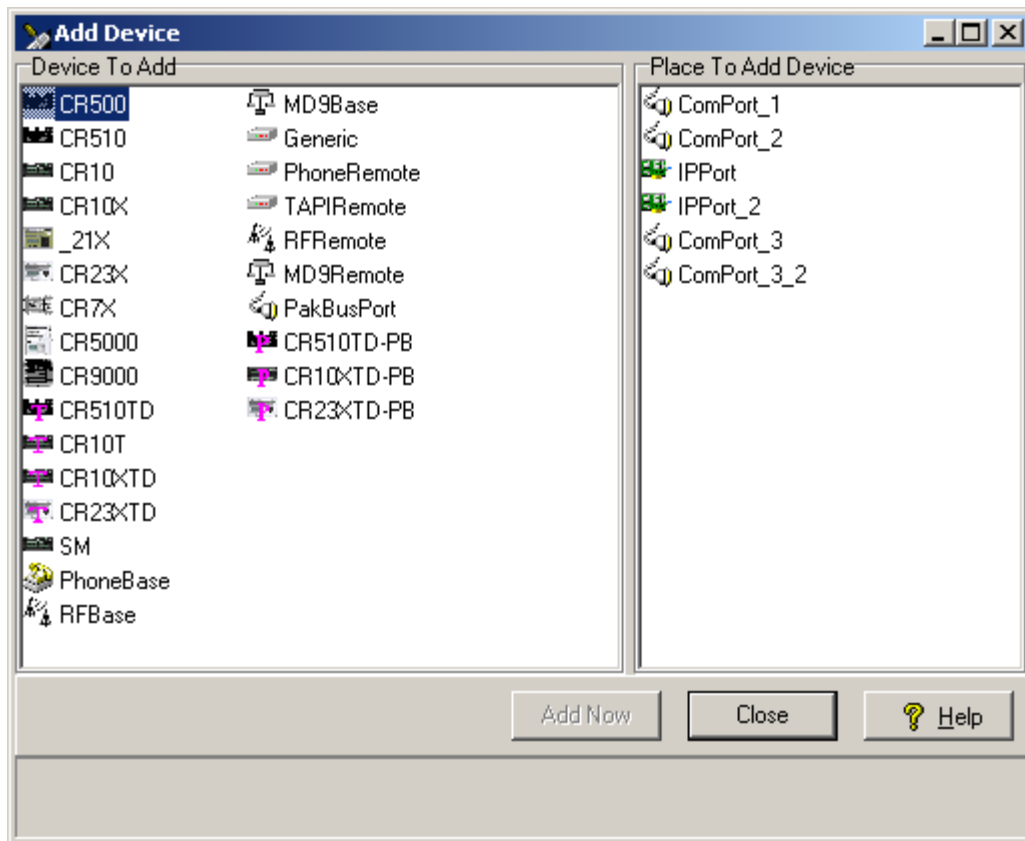 Add Device
Device To Add
CR500
CR510
CR10
CR10X
_21X
CR23X
CR7X
CR5000
CR9000
CR510TD
CR10T
CR10XTD
CR23XTD
SM
PhoneBase
RFBase
MD9Base
Generic
PhoneRemote
TAPIRemote
RFRemote
MD9Remote
PakBusPort
CR510TD-PB
CR10XTD-PB
CR23XTD-PB
Place To Add Device
ComPort_1
ComPort_2
IPPort
IPPort_2
ComPort_3
ComPort_3_2
Add Now
Close
Help